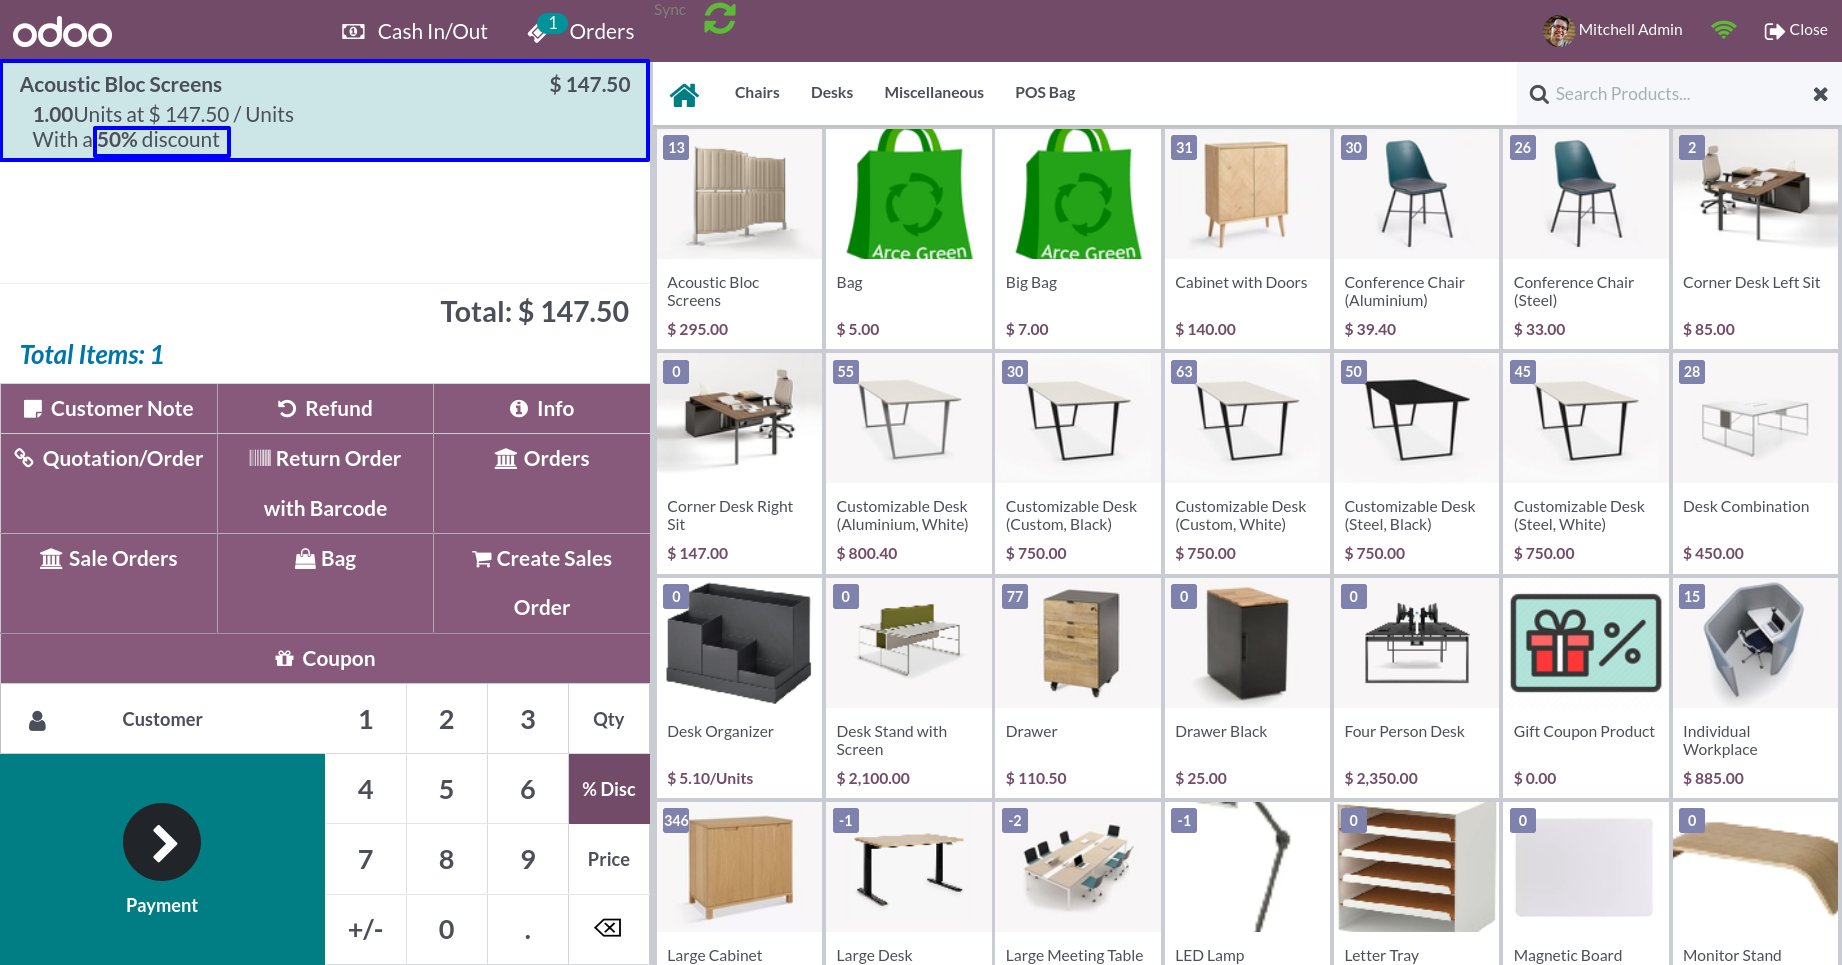 odoo
Cash In/Out
1
Orders
Sync
Mitchell Admin
Close
Acoustic Bloc Screens
$ 147.50
1.00Units at $ 147.50 / Units
With a 50% discount
Total: $ 147.50
Total Items: 1
Customer Note
Refund
Info
Quotation/Order
Return Order
with Barcode
Orders
Sale Orders
Bag
Create Sales
Order
Coupon
Customer
1
2
3
Qty
4
5
6
% Disc
7
8
9
Price
+/-
0
.
Payment
Chairs
Desks
Miscellaneous
POS Bag
Search Products...
13
Acoustic Bloc
Screens
$ 295.00
Arce Green
Bag
$ 5.00
Arce Green
Big Bag
$ 7.00
31
Cabinet with Doors
$ 140.00
30
Conference Chair
(Aluminium)
$ 39.40
26
Conference Chair
(Steel)
$ 33.00
2
Corner Desk Left Sit
$ 85.00
0
Corner Desk Right
Sit
$ 147.00
55
Customizable Desk
(Aluminium, White)
$ 800.40
30
Customizable Desk
(Custom, Black)
$ 750.00
63
Customizable Desk
(Custom, White)
$ 750.00
50
Customizable Desk
(Steel, Black)
$ 750.00
45
Customizable Desk
(Steel, White)
$ 750.00
28
Desk Combination
$ 450.00
0
Desk Organizer
$ 5.10/Units
0
Desk Stand with
Screen
$ 2,100.00
77
Drawer
$ 110.50
0
Drawer Black
$ 25.00
0
Four Person Desk
$ 2,350.00
%
Gift Coupon Product
$ 0.00
15
Individual
Workplace
$ 885.00
346
Large Cabinet
-1
Large Desk
-2
Large Meeting Table
-1
LED Lamp
0
Letter Tray
0
Magnetic Board
0
Monitor Stand